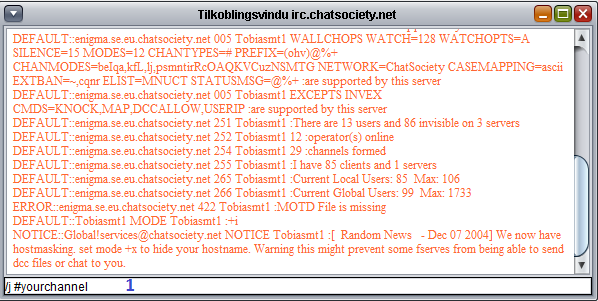 Tilkoblingsvindu irc.chatsociety.net
DEFAULT::enigma.se.eu.chatsociety.net 005 Tobiasmt1 WALLCHOPS WATCH=128 WATCHOPTS=A
SILENCE=15 MODES=12 CHANTYPES=# PREFIX=(ohv)@%+
CHANMODES=beIqa,kfL,lj,psmntirRcOAQKVCuzNSMTG NETWORK=ChatSociety CASEMAPPING=ascii
EXTBAN=~,cqnr ELIST=MNUCT STATUSMSG=@%+ :are supported by this server
DEFAULT::enigma.se.eu.chatsociety.net 005 Tobiasmt1 EXCEPTS INVEX
CMDS=KNOCK,MAP,DCCALLOW,USERIP :are supported by this server
DEFAULT::enigma.se.eu.chatsociety.net 251 Tobiasmt1 :There are 13 users and 86 invisible on 3 servers
DEFAULT::enigma.se.eu.chatsociety.net 252 Tobiasmt1 12 :operator(s) online
DEFAULT::enigma.se.eu.chatsociety.net 254 Tobiasmt1 29 :channels formed
DEFAULT::enigma.se.eu.chatsociety.net 255 Tobiasmt1 :I have 85 clients and 1 servers
DEFAULT::enigma.se.eu.chatsociety.net 265 Tobiasmt1 :Current Local Users: 85  Max: 106
DEFAULT::enigma.se.eu.chatsociety.net 266 Tobiasmt1 :Current Global Users: 99  Max: 1733
ERROR::enigma.se.eu.chatsociety.net 422 Tobiasmt1 :MOTD File is missing
DEFAULT::Tobiasmt1 MODE Tobiasmt1 :+i
NOTICE::Global!services@chatsociety.net NOTICE Tobiasmt1 :[  Random News   - Dec 07 2004] We now have
hostmasking. set mode +x to hide your hostname. Warning this might prevent some fserves from being able to send
dcc files or chat to you.
/j #yourchannel 1